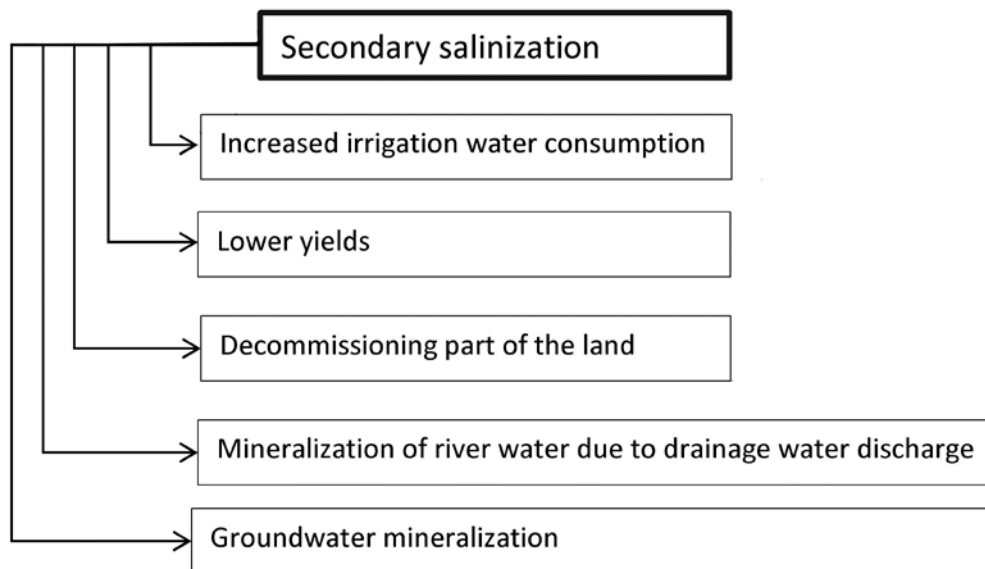 Secondary salinization
Increased irrigation water consumption
Lower yields
Decommissioning part of the land
Mineralization of river water due to drainage water discharge
Groundwater mineralization